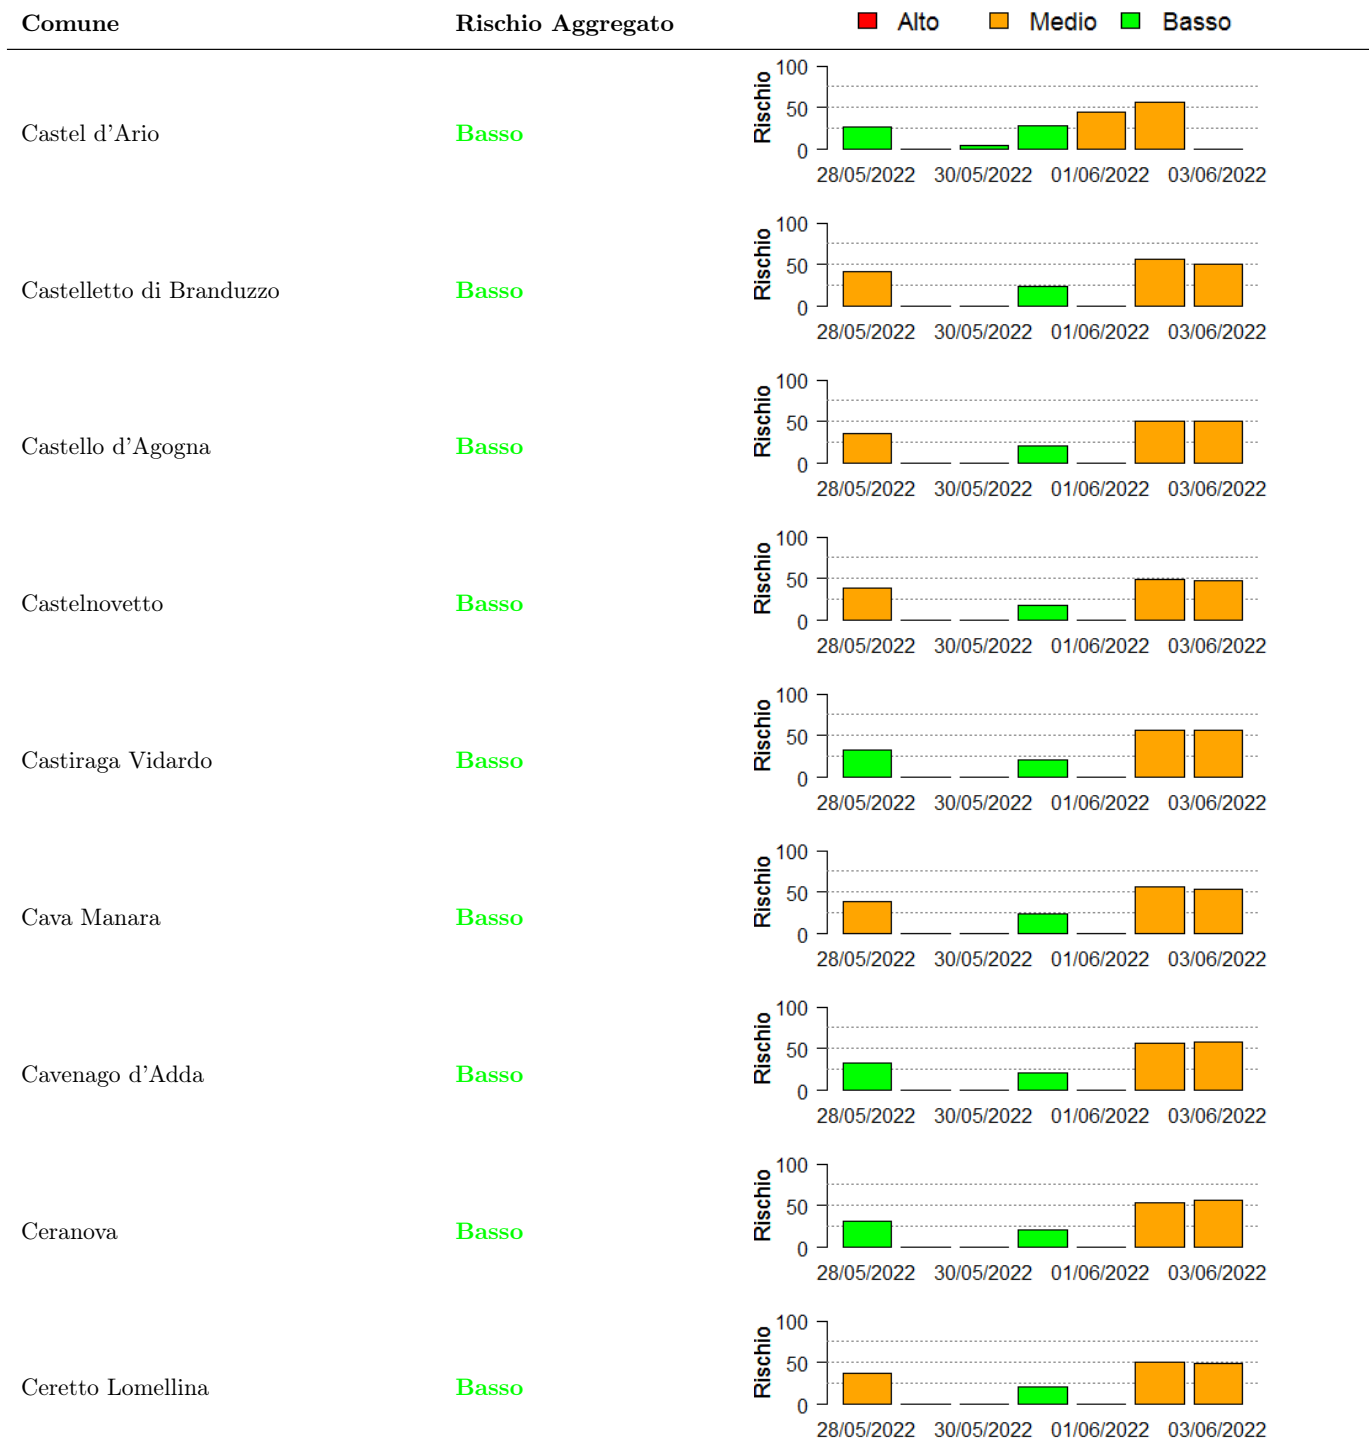 Comune Rischio Aggregato Alto Medio Basso
100
50
0
Rischio
Castel d'Ario Basso
28/05/2022 30/05/2022 01/06/2022 03/06/2022
100
50
0
Rischio
Castelletto di Branduzzo Basso
28/05/2022 30/05/2022 01/06/2022 03/06/2022
100
50
0
Rischio
Castello d'Agogna Basso
28/05/2022 30/05/2022 01/06/2022 03/06/2022
100
50
0
Rischio
Castelnovetto Basso
28/05/2022 30/05/2022 01/06/2022 03/06/2022
100
50
0
Rischio
Castiraga Vidardo Basso
28/05/2022 30/05/2022 01/06/2022 03/06/2022
100
50
0
Rischio
Cava Manara Basso
28/05/2022 30/05/2022 01/06/2022 03/06/2022
100
50
0
Rischio
Cavenago d'Adda Basso
28/05/2022 30/05/2022 01/06/2022 03/06/2022
100
50
0
Rischio
Ceranova Basso
28/05/2022 30/05/2022 01/06/2022 03/06/2022
100
50
0
Rischio
Ceretto Lomellina Basso
28/05/2022 30/05/2022 01/06/2022 03/06/2022